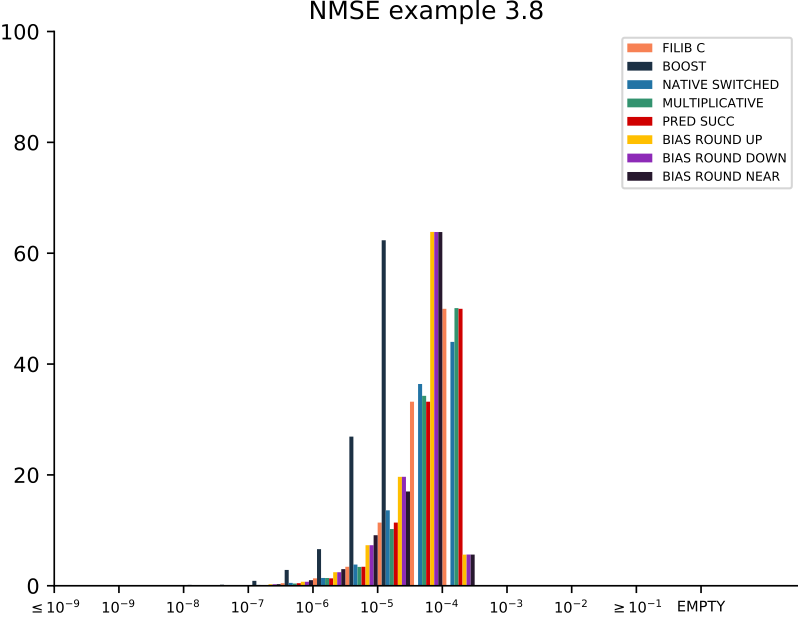 NMSE example 3.8
100
80
60
40
20
0
FILIB C
BOOST
NATIVE SWITCHED
MULTIPLICATIVE
PRED SUCC
BIAS ROUND UP
BIAS ROUND DOWN
BIAS ROUND NEAR
≤10⁻⁹ 10⁻⁹ 10⁻⁸ 10⁻⁷ 10⁻⁶ 10⁻⁵ 10⁻⁴ 10⁻³ 10⁻² ≥10⁻¹ EMPTY